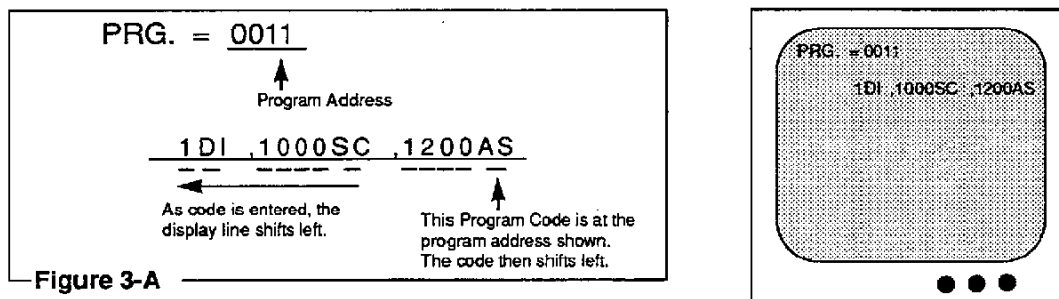 PRG. = 0011
Program Address
1DI ,1000SC ,1200AS
As code is entered, the
display line shifts left.
This Program Code is at the
program address shown.
The code then shifts left.
Figure 3-A
PRG. = 0011
1DI ,1000SC ,1200AS